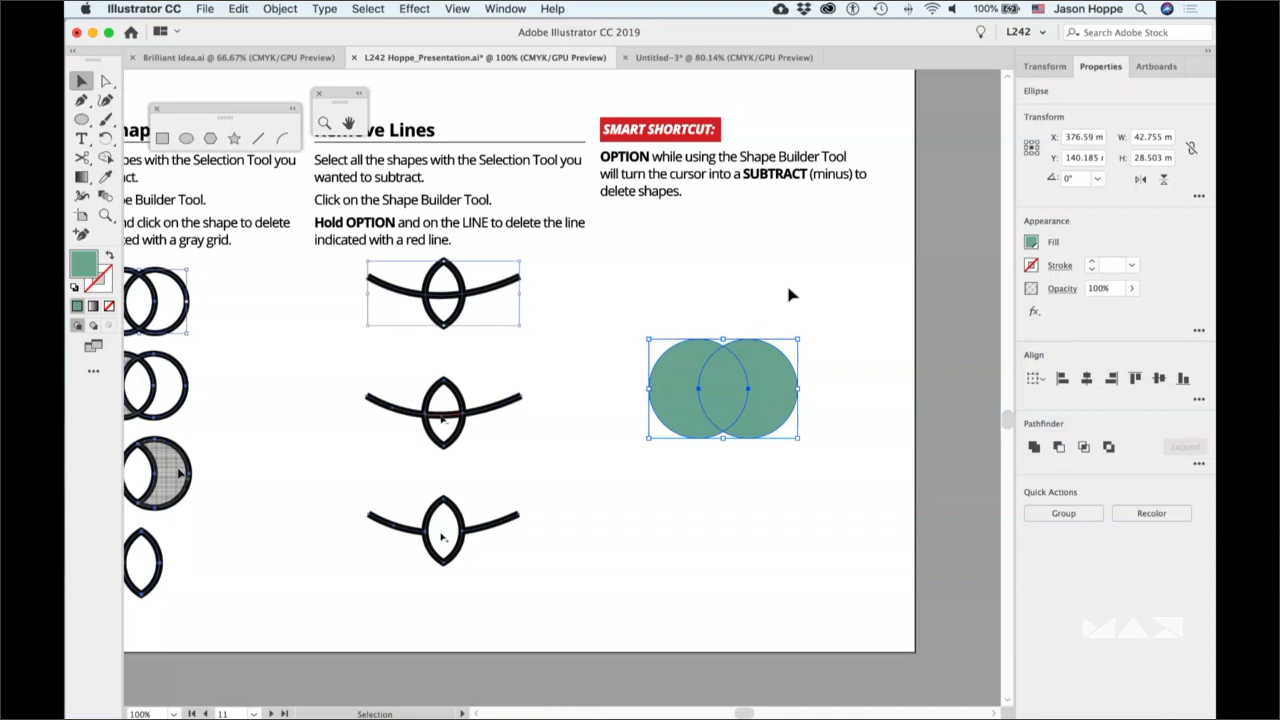 Illustrator CC File Edit Object Type Select Effect View Window Help 100% Jason Hoppe
Adobe Illustrator CC 2019 L242 Search Adobe Stock
Brilliant Idea.ai @ 66.67% (CMYK/GPU Preview) L242 Hoppe_Presentation.ai* @ 100% (CMYK/GPU Preview) Untitled-3* @ 80.14% (CMYK/GPU Preview)
Transform Properties Artboards
Ellipse
Transform
X: 376.59 m W: 42.755 m
Y: 140.185 H: 28.503 m
0°
Appearance
Fill
Stroke
Opacity 100%
fx.
Align
Pathfinder
Expand
Quick Actions
Group Recolor
Lines
Select all the shapes with the Selection Tool you
wanted to subtract.
Click on the Shape Builder Tool.
Hold OPTION and on the LINE to delete the line
indicated with a red line.
SMART SHORTCUT:
OPTION while using the Shape Builder Tool
will turn the cursor into a SUBTRACT (minus) to
delete shapes.
with the Selection Tool you
Builder Tool.
click on the shape to delete
with a gray grid.
MAX
100% 11 Selection